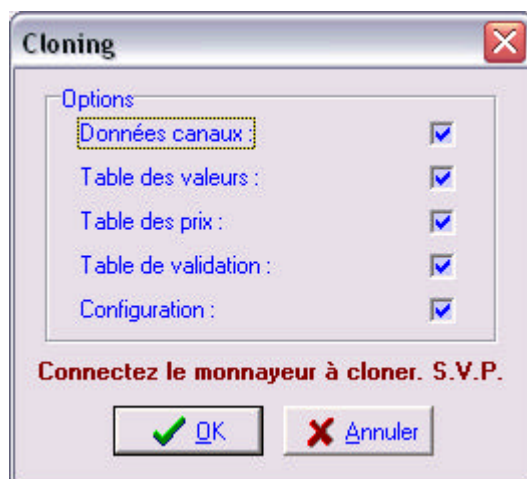 Cloning
Options
Données canaux :
Table des valeurs :
Table des prix :
Table de validation :
Configuration :
Connectez le monnayeur à cloner. S.V.P.
OK
Annuler